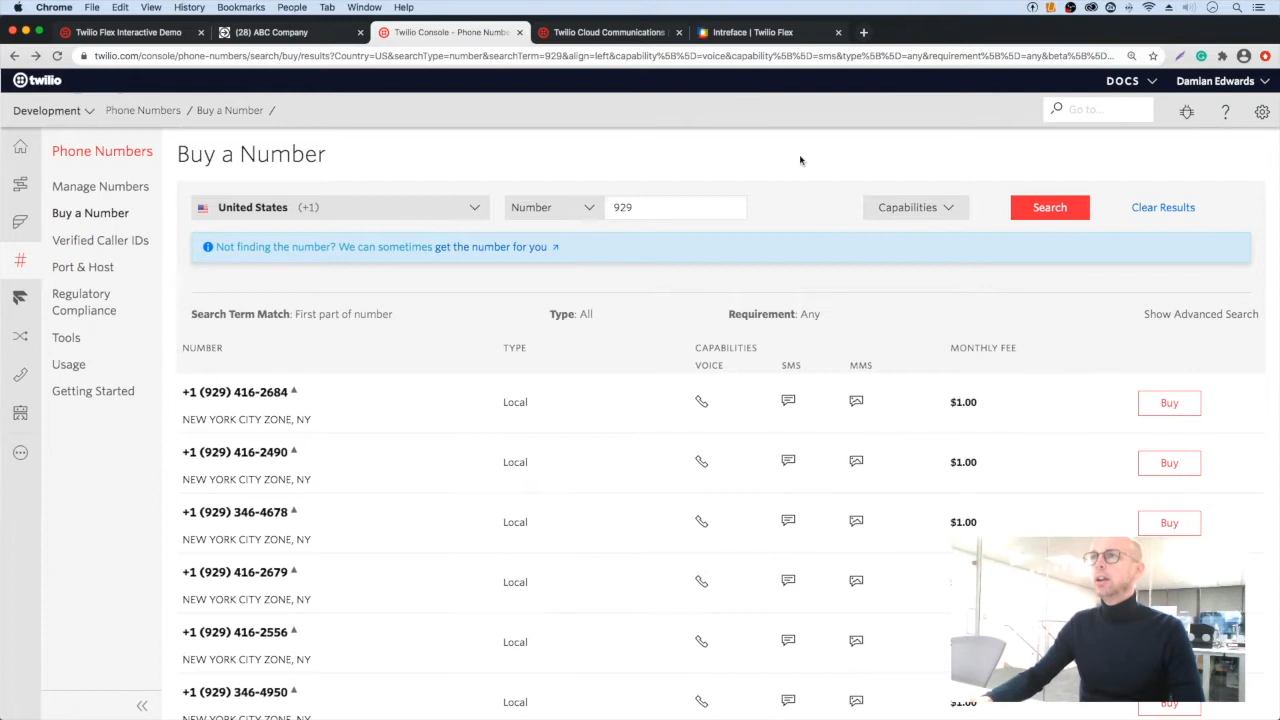 Chrome File Edit View History Bookmarks People Tab Window Help
Twilio Flex Interactive Demo × (28) ABC Company × Twilio Console - Phone Numbe × Twilio Cloud Communications × Intreface | Twilio Flex × +
twilio.com/console/phone-numbers/search/buy/results?Country=US&searchType=number&searchTerm=929&align=left&capability%5B%5D=voice&capability%5B%5D=sms&type%5B%5D=any&requirement%5B%5D=any&beta%5B%5D...
twilio DOCS Damian Edwards
Development Phone Numbers / Buy a Number / Go to... ?
Phone Numbers
Manage Numbers
Buy a Number
Verified Caller IDs
Port & Host
Regulatory
Compliance
Tools
Usage
Getting Started
Buy a Number
United States (+1) Number 929 Capabilities Search Clear Results
Not finding the number? We can sometimes get the number for you
Search Term Match: First part of number Type: All Requirement: Any Show Advanced Search
NUMBER TYPE CAPABILITIES MONTHLY FEE
VOICE SMS MMS
+1 (929) 416-2684 Local $1.00 Buy
NEW YORK CITY ZONE, NY
+1 (929) 416-2490 Local $1.00 Buy
NEW YORK CITY ZONE, NY
+1 (929) 346-4678 Local $1.00 Buy
NEW YORK CITY ZONE, NY
+1 (929) 416-2679 Local
NEW YORK CITY ZONE, NY
+1 (929) 416-2556 Local
NEW YORK CITY ZONE, NY
+1 (929) 346-4950 Local $1.00 Buy
NEW YORK CITY ZONE, NY